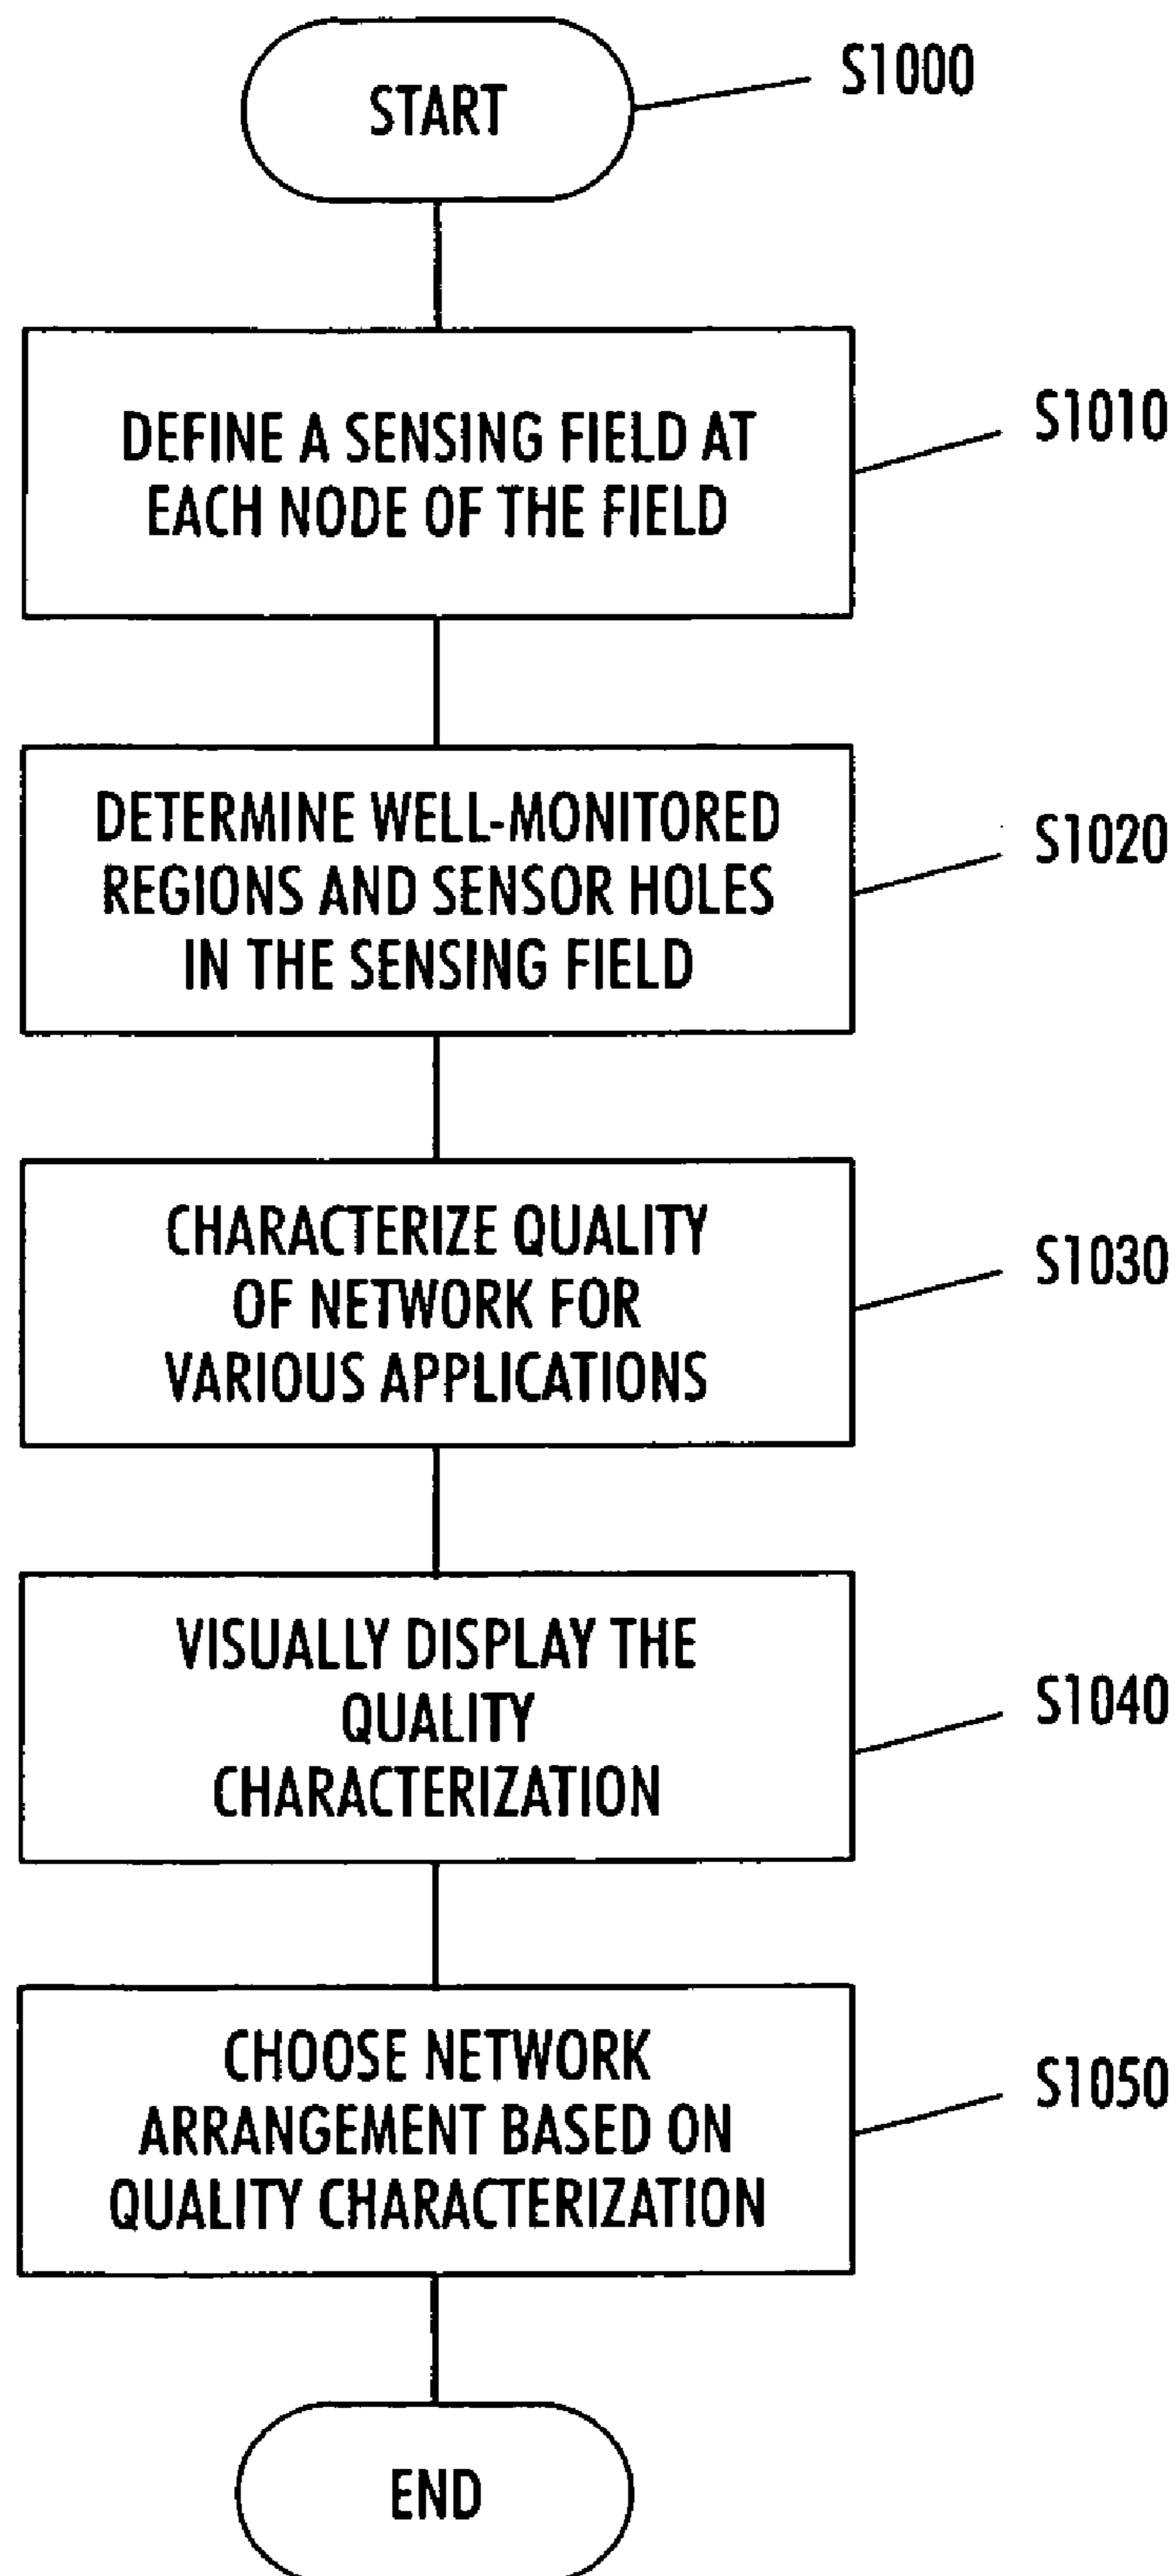 START
S1000
DEFINE A SENSING FIELD AT
EACH NODE OF THE FIELD
S1010
DETERMINE WELL-MONITORED
REGIONS AND SENSOR HOLES
IN THE SENSING FIELD
S1020
CHARACTERIZE QUALITY
OF NETWORK FOR
VARIOUS APPLICATIONS
S1030
VISUALLY DISPLAY THE
QUALITY
CHARACTERIZATION
S1040
CHOOSE NETWORK
ARRANGEMENT BASED ON
QUALITY CHARACTERIZATION
S1050
END